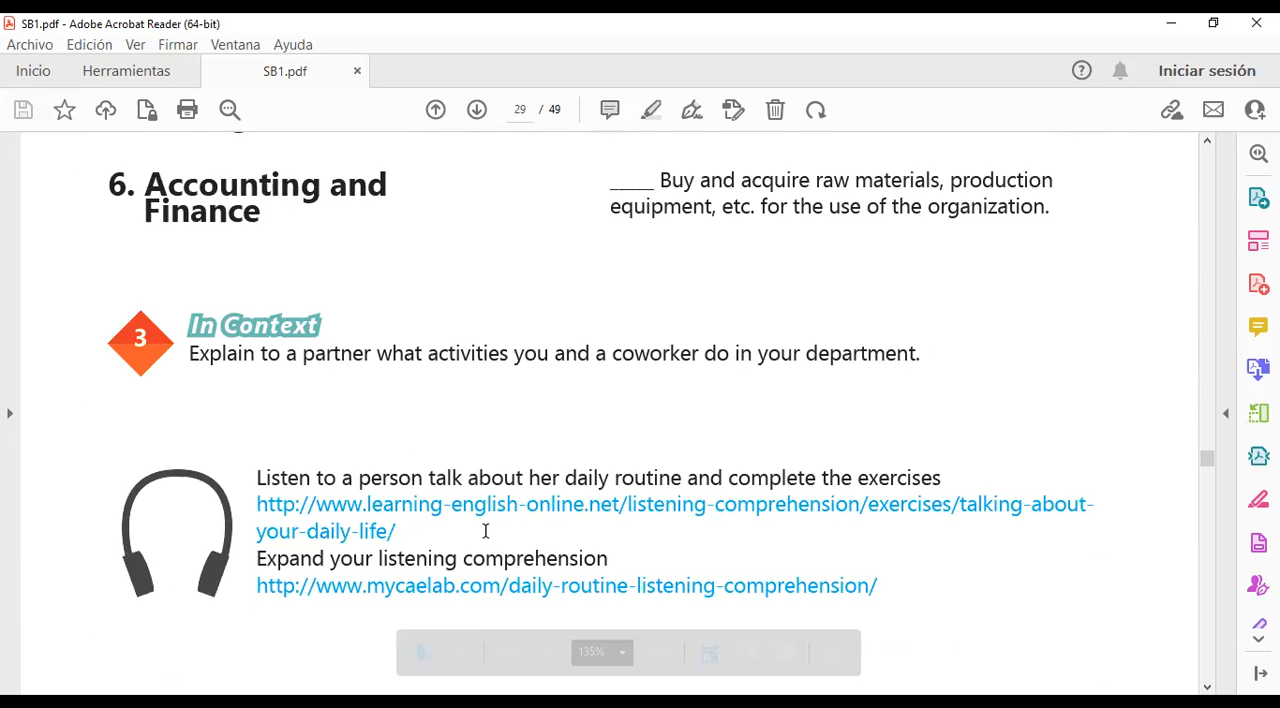 SB1.pdf - Adobe Acrobat Reader (64-bit)
Archivo Edición Ver Firmar Ventana Ayuda
Inicio Herramientas SB1.pdf × Iniciar sesión
29 / 49
6. Accounting and
Finance
_____ Buy and acquire raw materials, production
equipment, etc. for the use of the organization.
3
In Context
Explain to a partner what activities you and a coworker do in your department.
Listen to a person talk about her daily routine and complete the exercises
http://www.learning-english-online.net/listening-comprehension/exercises/talking-about-
your-daily-life/
Expand your listening comprehension
http://www.mycaelab.com/daily-routine-listening-comprehension/
135%